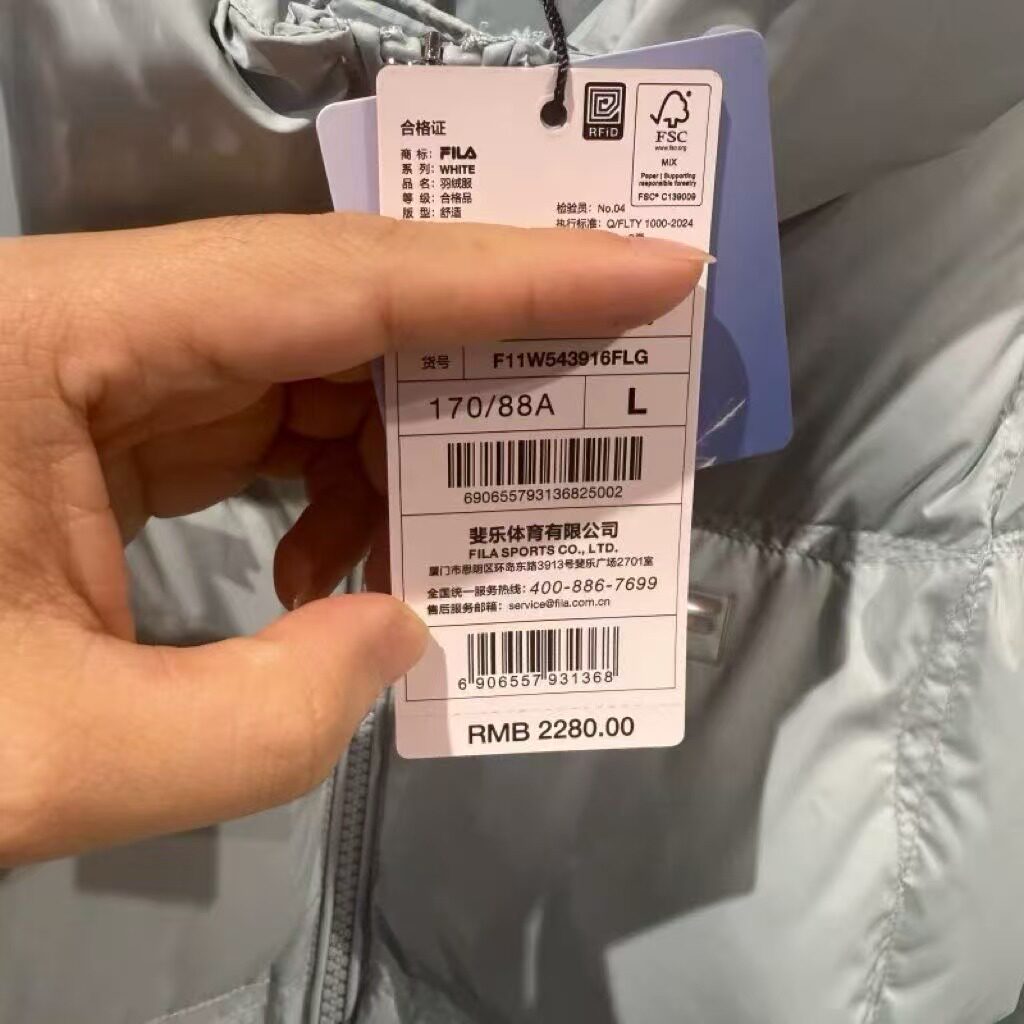 合格证
商 标：FILA
系 列：WHITE
品 名：羽绒服
等 级：合格品
版 型：舒适
RFID
FSC
www.fsc.org
MIX
Paper | Supporting
responsible forestry
FSC® C139009
检验员：No.04
执行标准：Q/FLTY 1000-2024
货号 F11W543916FLG
170/88A L
690655793136825002
斐乐体育有限公司
FILA SPORTS CO., LTD.
厦门市思明区环岛东路3913号斐乐广场2701室
全国统一服务热线：400-886-7699
售后服务邮箱：service@fila.com.cn
6 906557 931368
RMB 2280.00